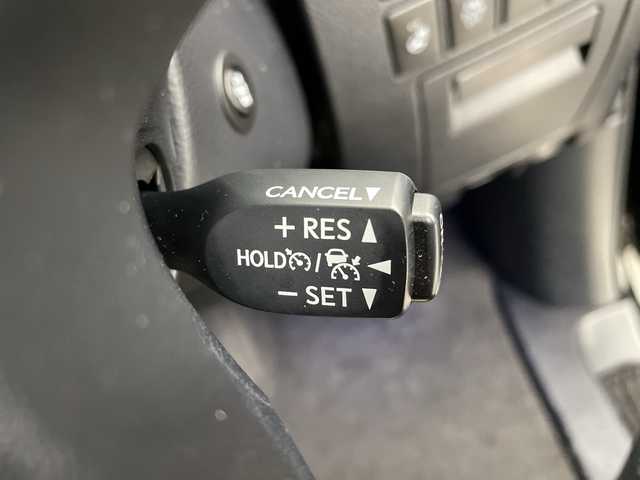 CANCEL▼
+ RES ▲
HOLD / ◀
− SET ▼